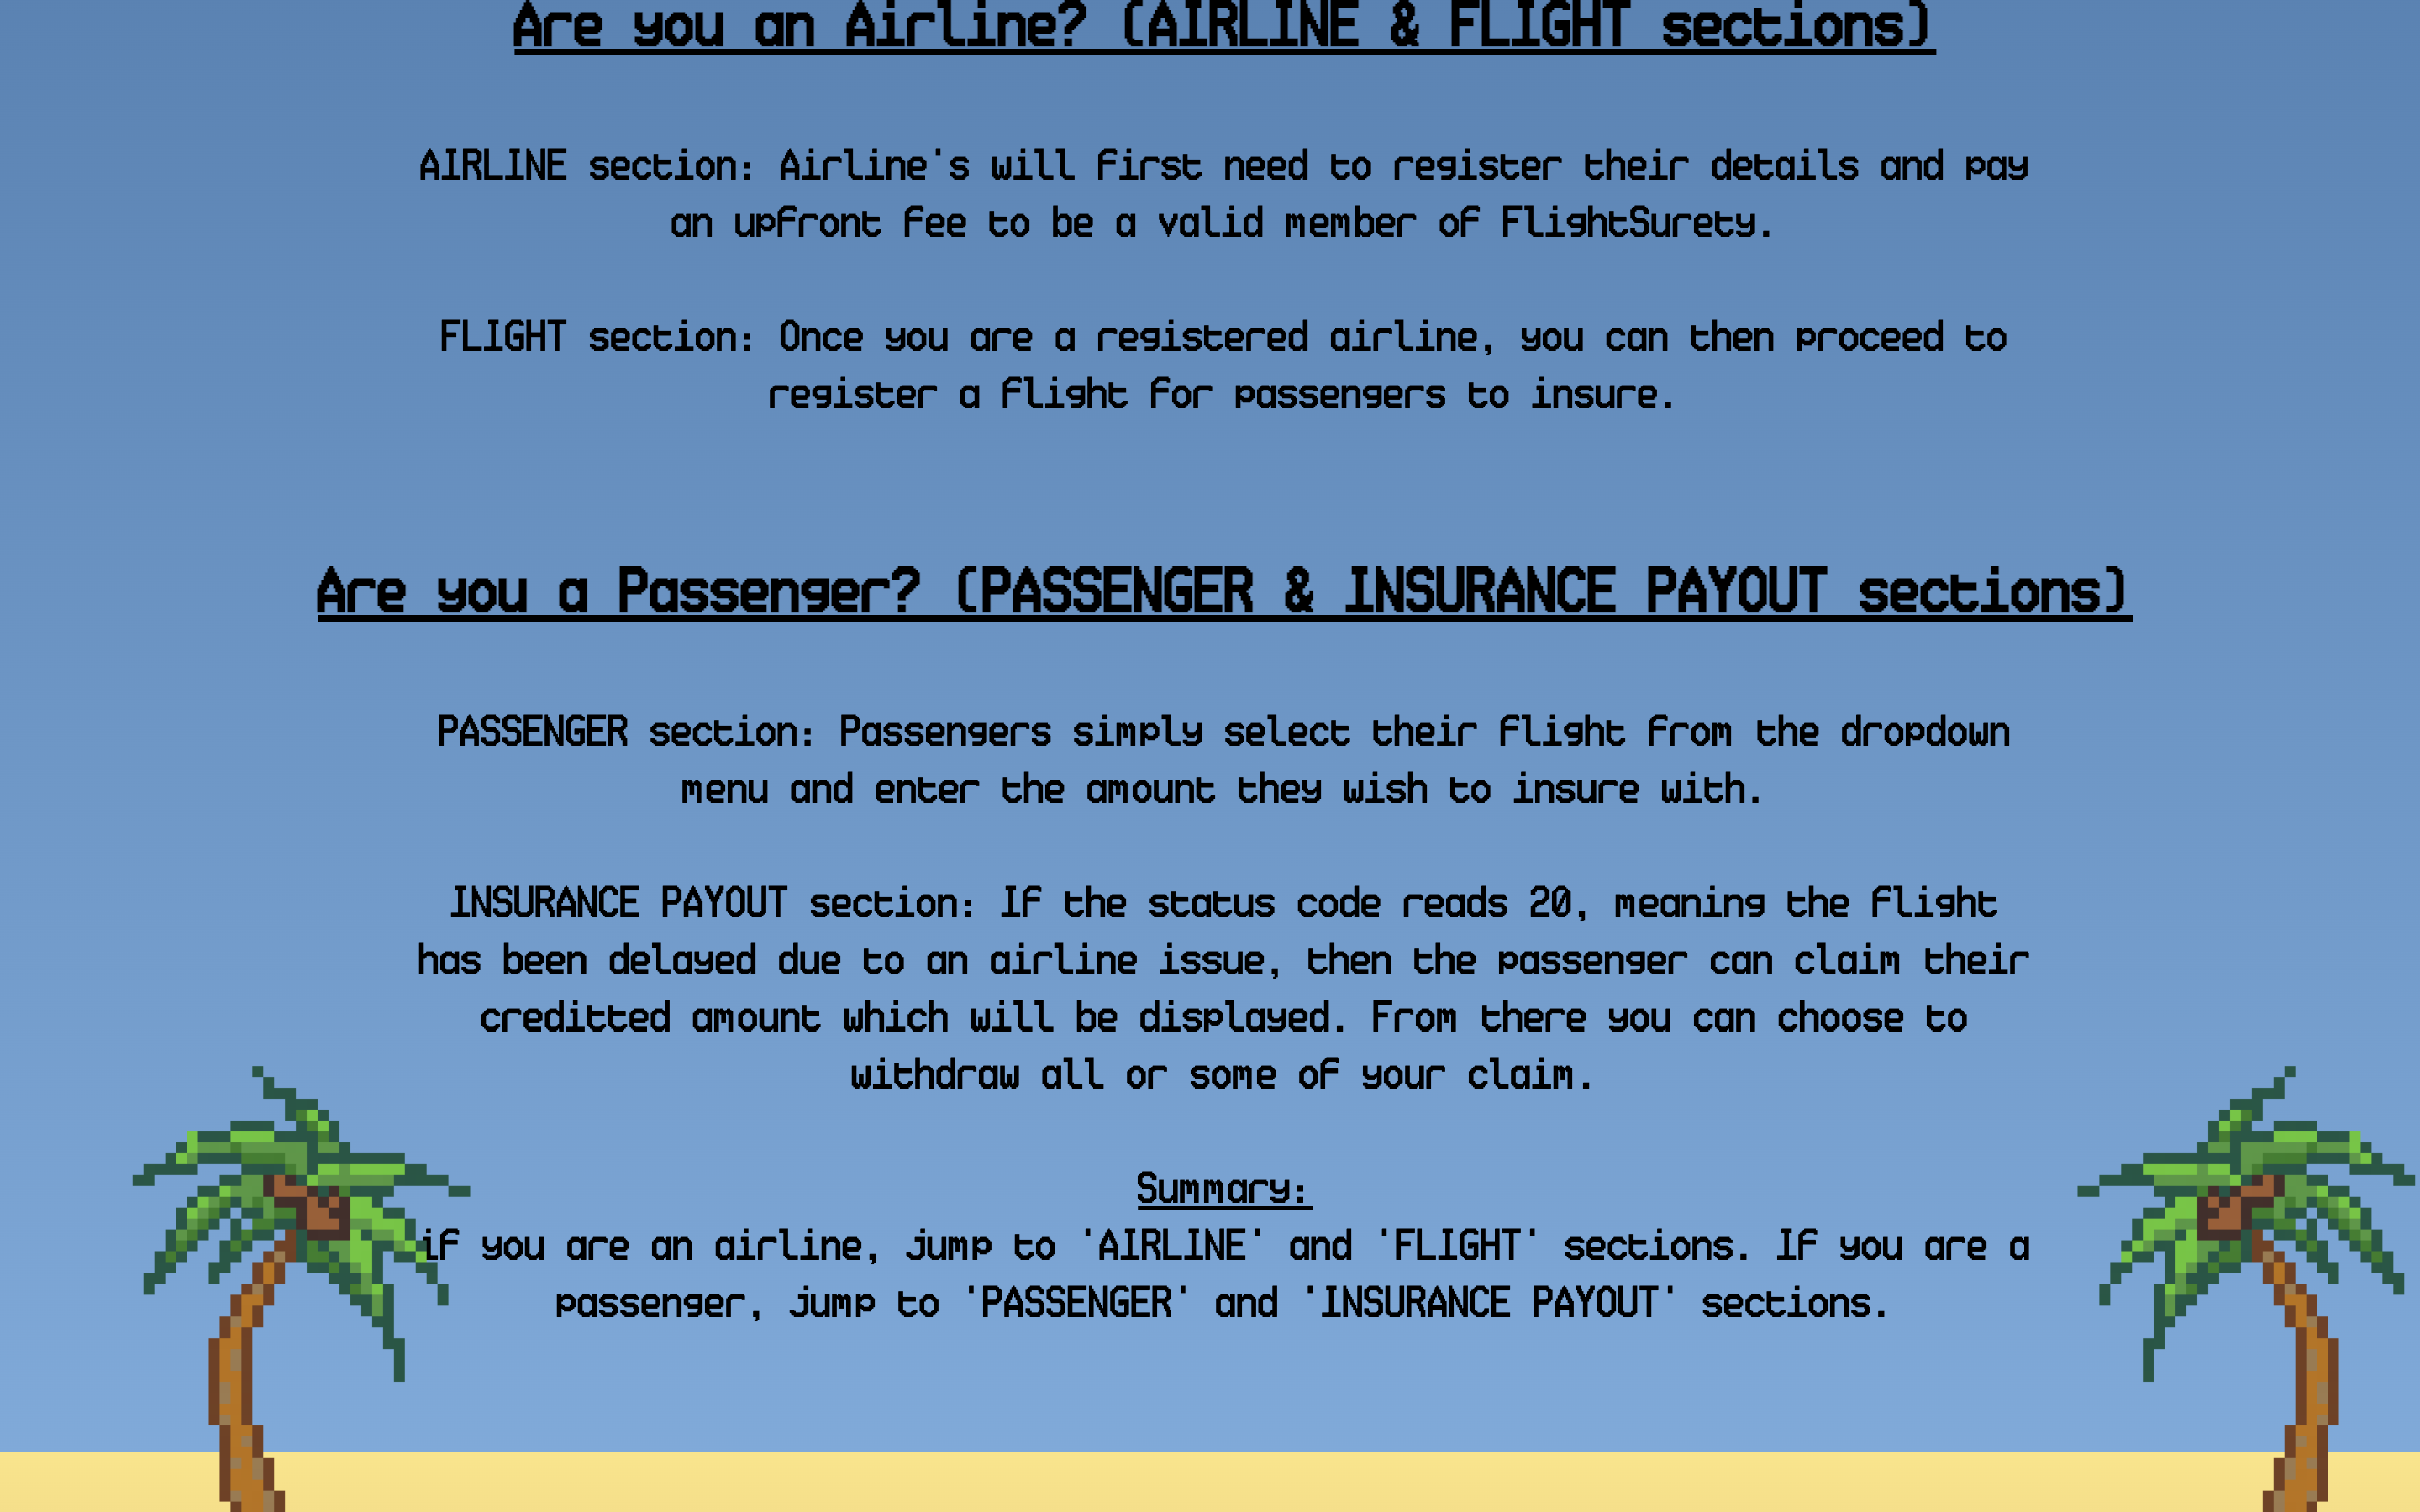 Are you an Airline? (AIRLINE & FLIGHT sections)
AIRLINE section: Airline's will first need to register their details and pay
an upfront fee to be a valid member of FlightSurety.
FLIGHT section: Once you are a registered airline, you can then proceed to
register a flight for passengers to insure.
Are you a Passenger? (PASSENGER & INSURANCE PAYOUT sections)
PASSENGER section: Passengers simply select their flight from the dropdown
menu and enter the amount they wish to insure with.
INSURANCE PAYOUT section: If the status code reads 20, meaning the flight
has been delayed due to an airline issue, then the passenger can claim their
creditted amount which will be displayed. From there you can choose to
withdraw all or some of your claim.
Summary:
if you are an airline, jump to 'AIRLINE' and 'FLIGHT' sections. If you are a
passenger, jump to 'PASSENGER' and 'INSURANCE PAYOUT' sections.